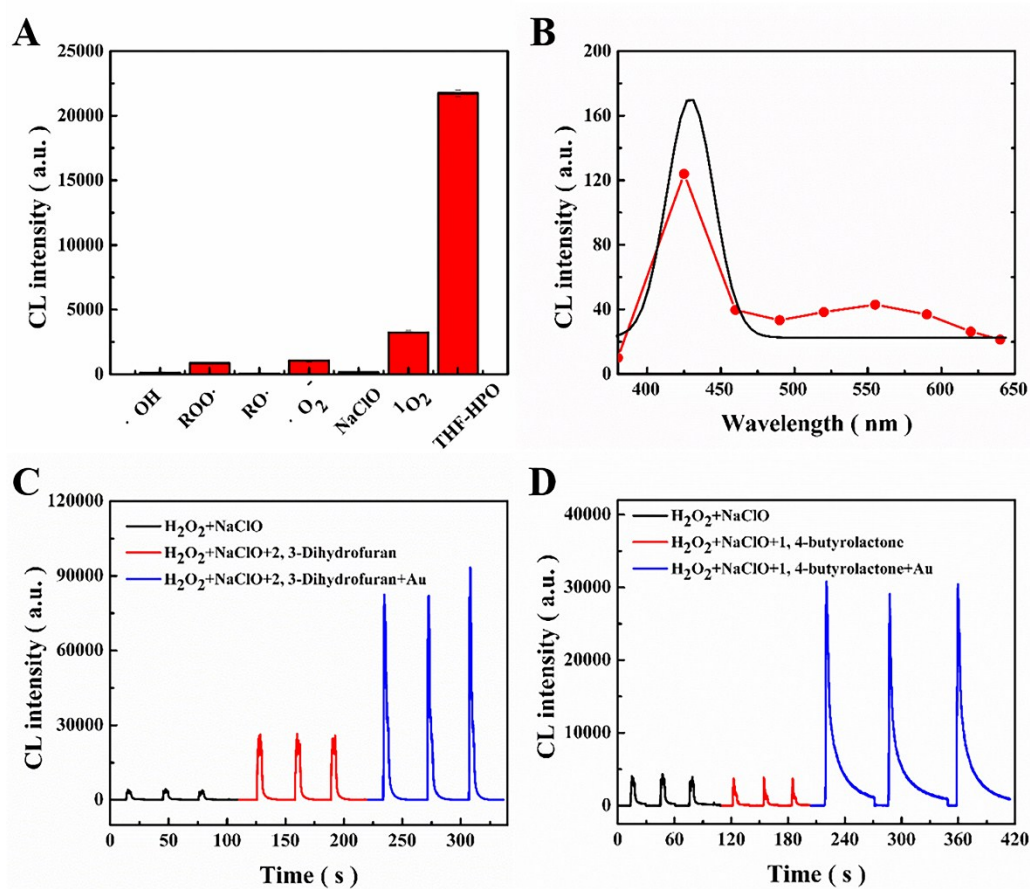 A
CL intensity ( a.u. )
25000
20000
15000
10000
5000
0
· OH
ROO·
RO·
· O₂⁻
NaClO
¹O₂
THF-HPO
B
CL intensity ( a.u. )
200
160
120
80
40
0
400 450 500 550 600 650
Wavelength ( nm )
C
CL intensity ( a.u. )
120000
90000
60000
30000
0
H₂O₂+NaClO
H₂O₂+NaClO+2, 3-Dihydrofuran
H₂O₂+NaClO+2, 3-Dihydrofuran+Au
0 50 100 150 200 250 300
Time ( s )
D
CL intensity ( a.u. )
40000
30000
20000
10000
0
H₂O₂+NaClO
H₂O₂+NaClO+1, 4-butyrolactone
H₂O₂+NaClO+1, 4-butyrolactone+Au
0 60 120 180 240 300 360 420
Time ( s )